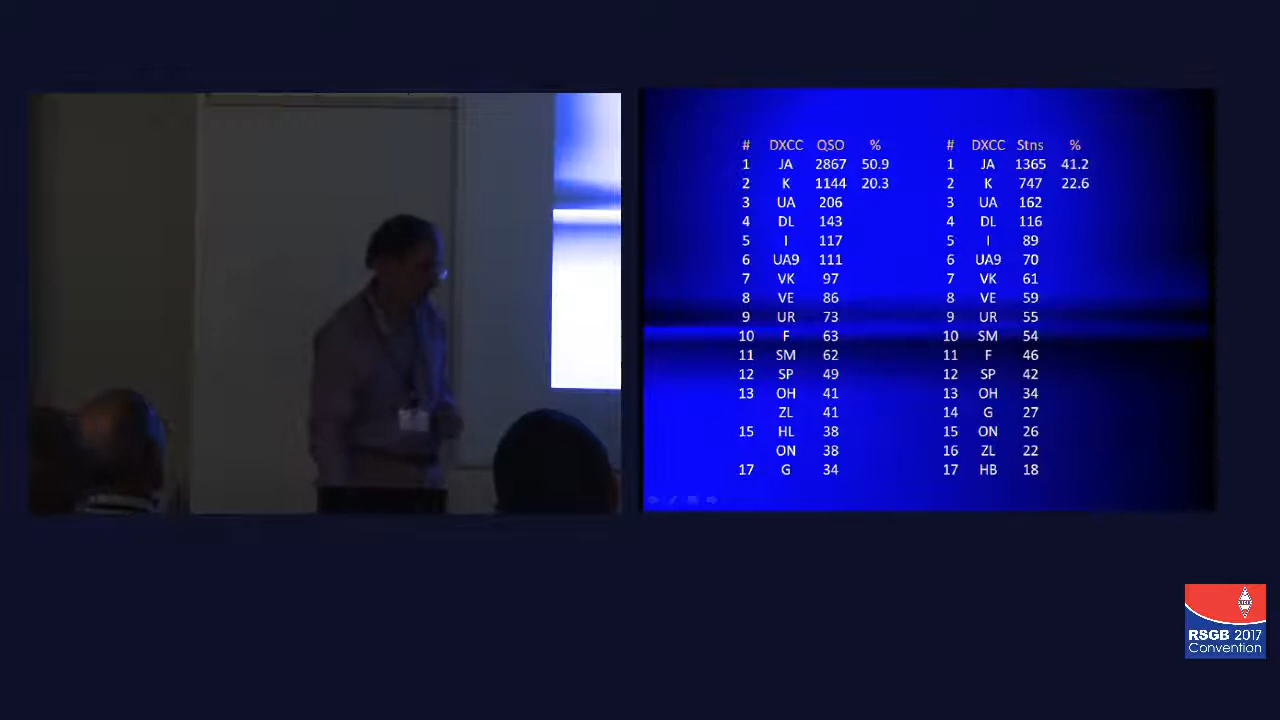 # DXCC QSO %
1 JA 2867 50.9
2 K 1144 20.3
3 UA 206
4 DL 143
5 I 117
6 UA9 111
7 VK 97
8 VE 86
9 UR 73
10 F 63
11 SM 62
12 SP 49
13 OH 41
ZL 41
15 HL 38
ON 38
17 G 34
# DXCC Stns %
1 JA 1365 41.2
2 K 747 22.6
3 UA 162
4 DL 116
5 I 89
6 UA9 70
7 VK 61
8 VE 59
9 UR 55
10 SM 54
11 F 46
12 SP 42
13 OH 34
14 G 27
15 ON 26
16 ZL 22
17 HB 18
RSGB 2017
Convention